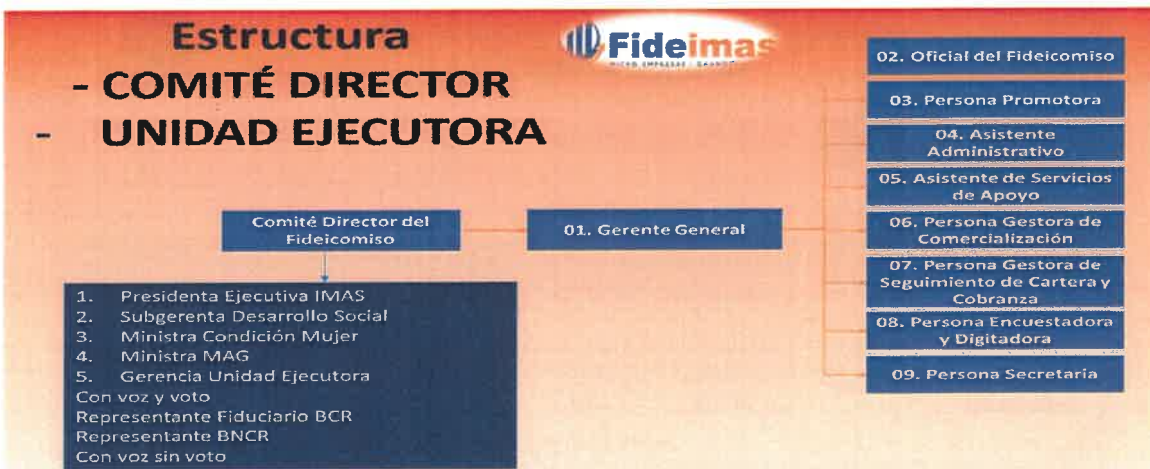 Estructura
- COMITÉ DIRECTOR
- UNIDAD EJECUTORA
Fideimas
Comité Director del
Fideicomiso
1. Presidenta Ejecutiva IMAS
2. Subgerenta Desarrollo Social
3. Ministra Condición Mujer
4. Ministra MAG
5. Gerencia Unidad Ejecutora
Con voz y voto
Representante Fiduciario BCR
Representante BNCR
Con voz sin voto
01. Gerente General
02. Oficial del Fideicomiso
03. Persona Promotora
04. Asistente
Administrativo
05. Asistente de Servicios
de Apoyo
06. Persona Gestora de
Comercialización
07. Persona Gestora de
Seguimiento de Cartera y
Cobranza
08. Persona Encuestadora
y Digitadora
09. Persona Secretaria